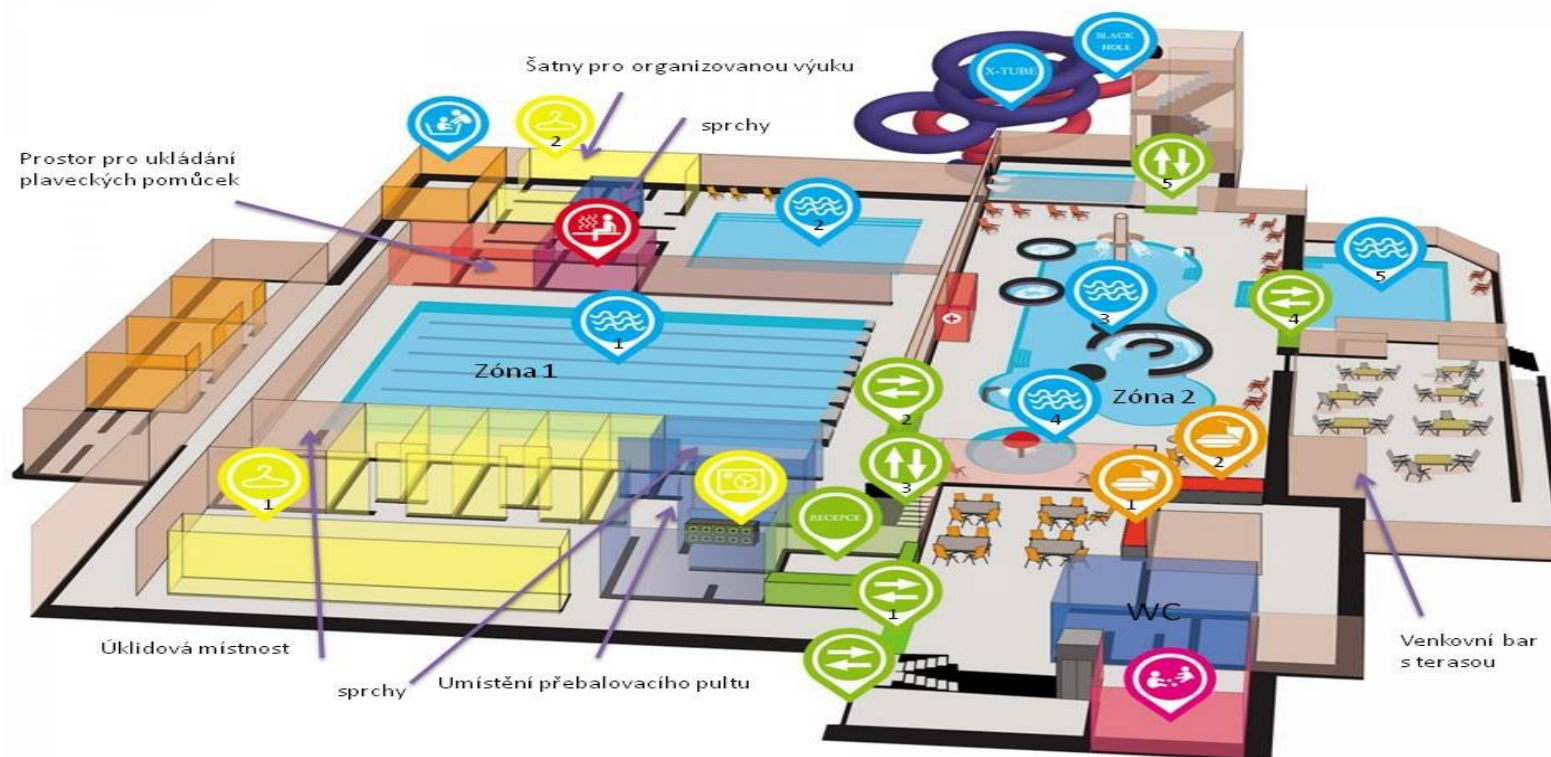 BLACK
HOLE
X-TUBE
Šatny pro organizovanou výuku
2
sprchy
5
Prostor pro ukládání
plaveckých pomůcek
2
5
3
4
1
Zóna 1
2
Zóna 2
4
2
1
1
3
RECEPCE
1
WC
Úklidová místnost
sprchy
Umístění přebalovacího pultu
Venkovní bar
s terasou